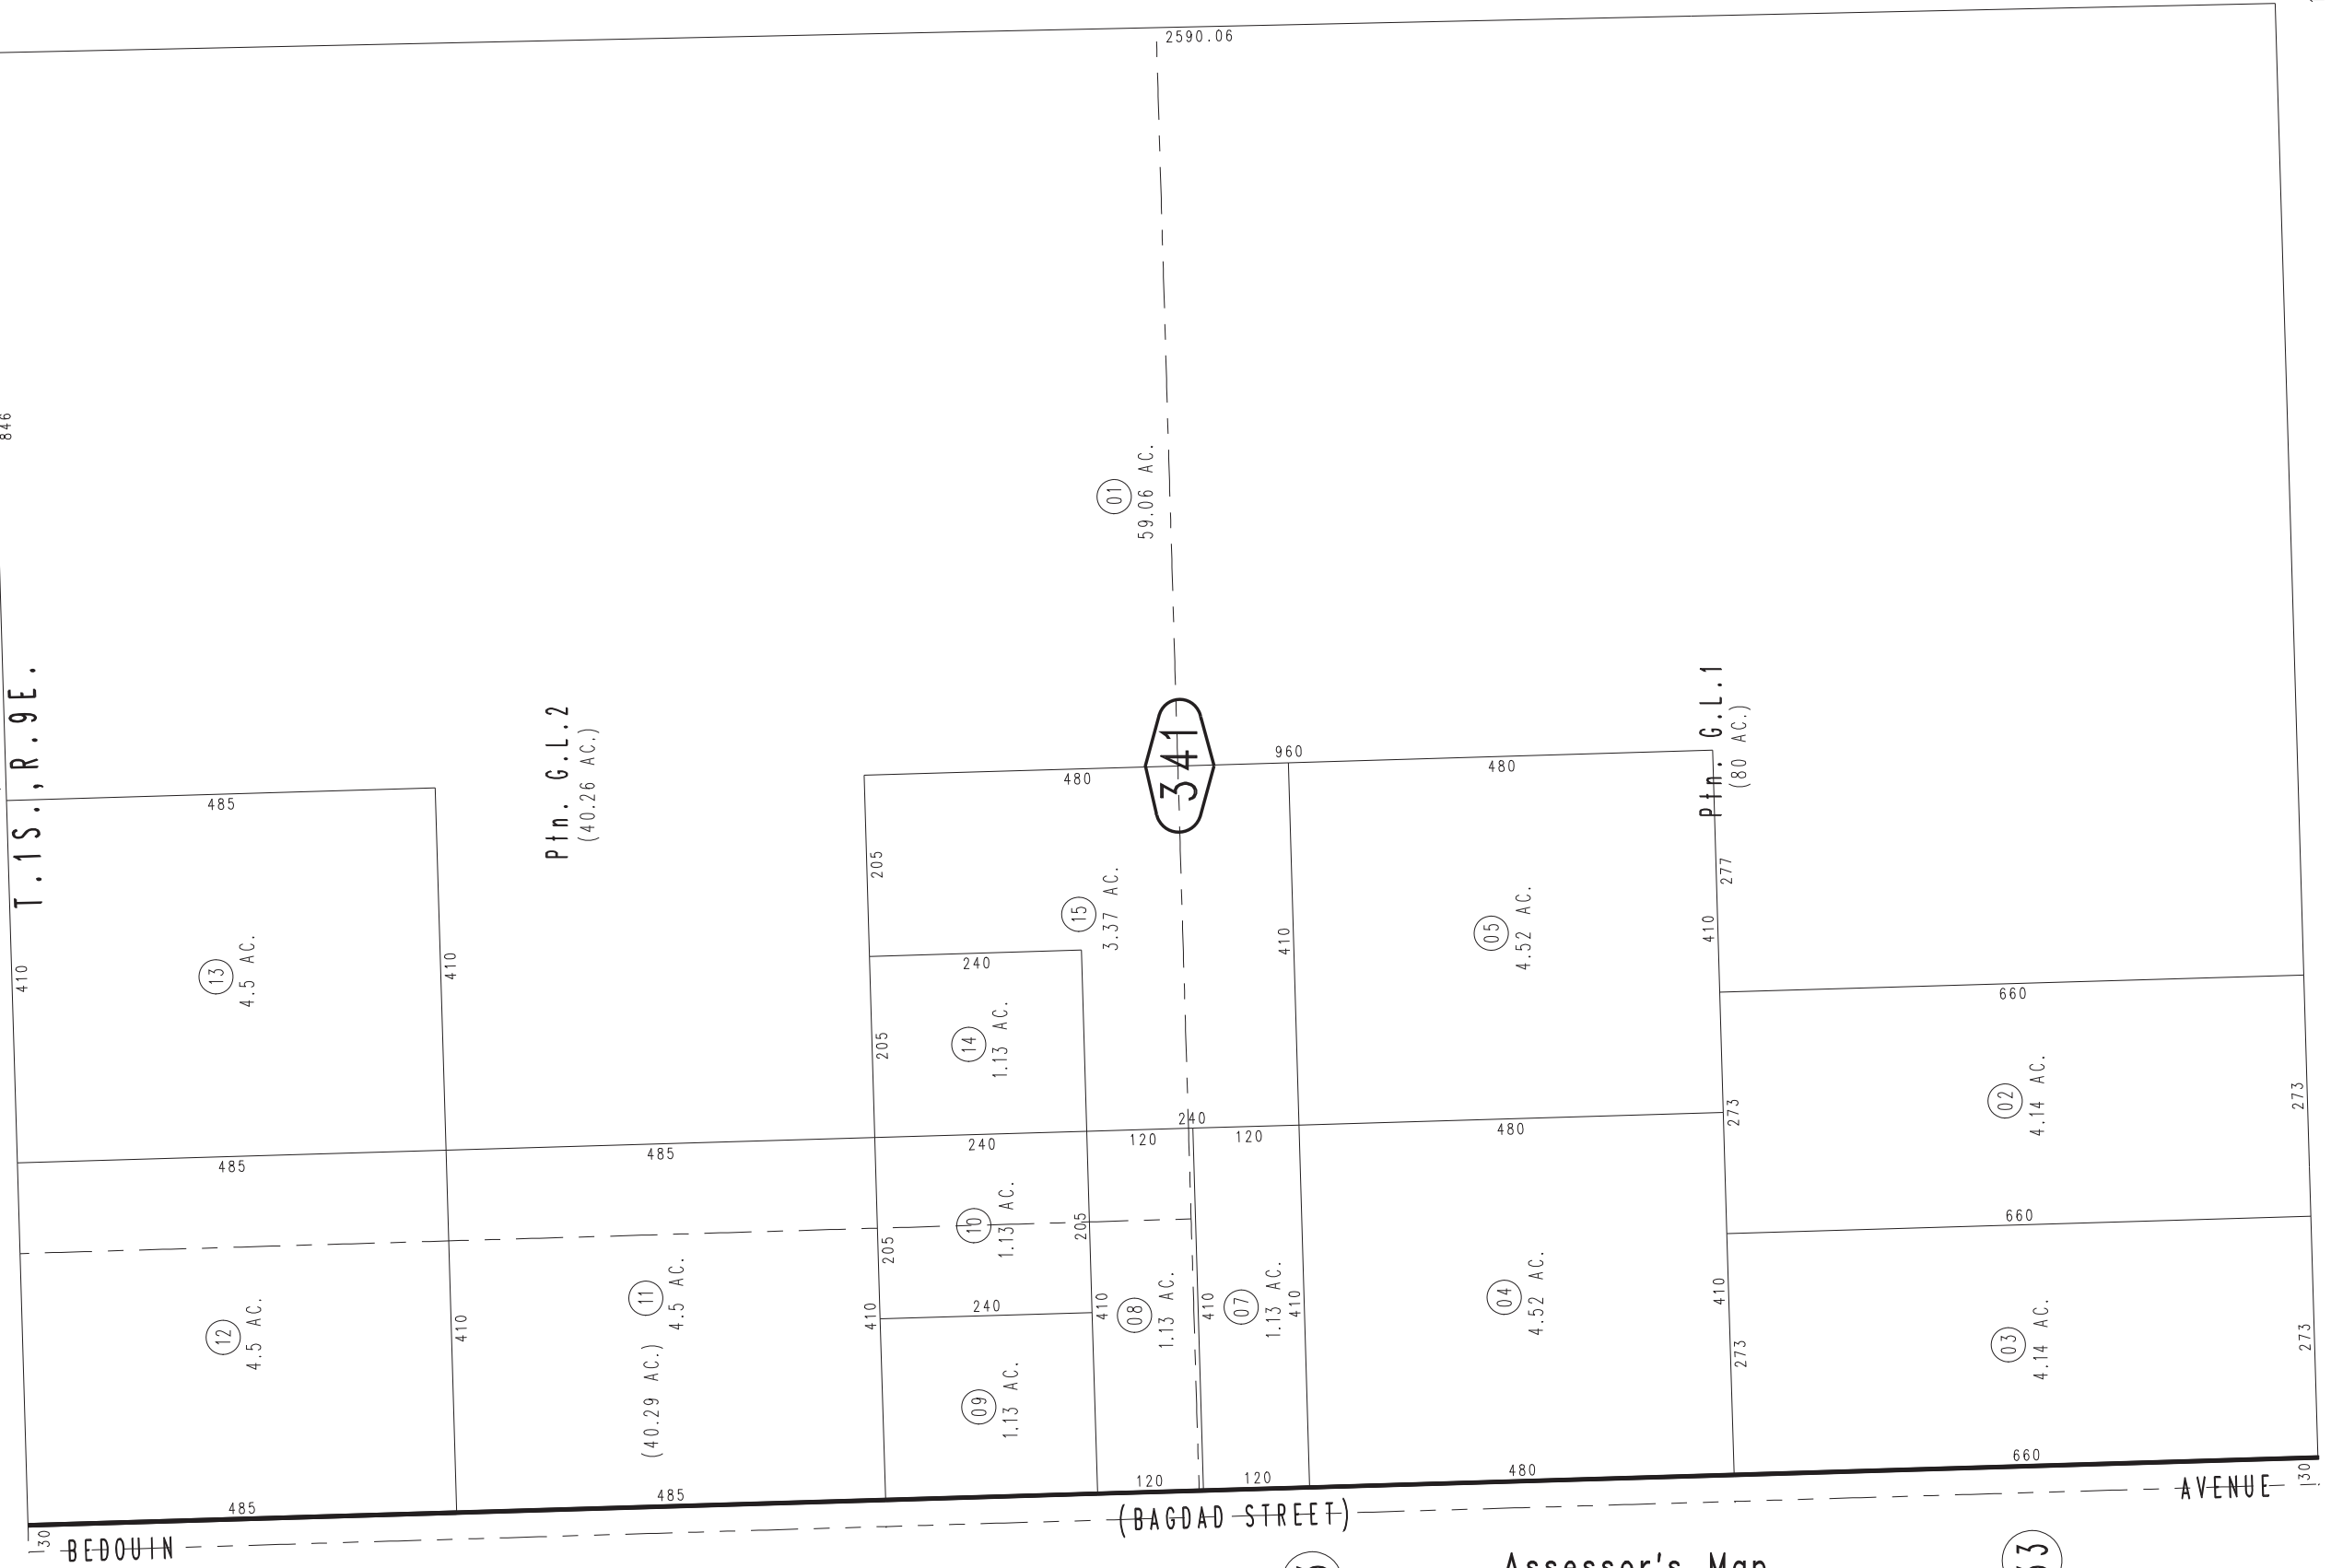 2590.06
846
01
59.06 AC.
T.1S.,R.9E.
Ptn. G.L.2
(40.26 AC.)
Ptn. G.L.1
(80 AC.)
341
960
480
480
485
205
277
410
410
410
410
13
4.5 AC.
15
3.37 AC.
05
4.52 AC.
240
660
14
1.13 AC.
205
02
4.14 AC.
273
273
240
485
485
240
120
120
480
10
1.13 AC.
205
205
660
12
4.5 AC.
410
11
4.5 AC.
(40.29 AC.)
410
240
09
1.13 AC.
410
08
1.13 AC.
410
07
1.13 AC.
410
04
4.52 AC.
410
273
03
4.14 AC.
273
485
485
120
120
480
660
30
30
BEDOUIN
(BAGDAD STREET)
AVENUE
Assessor's Map